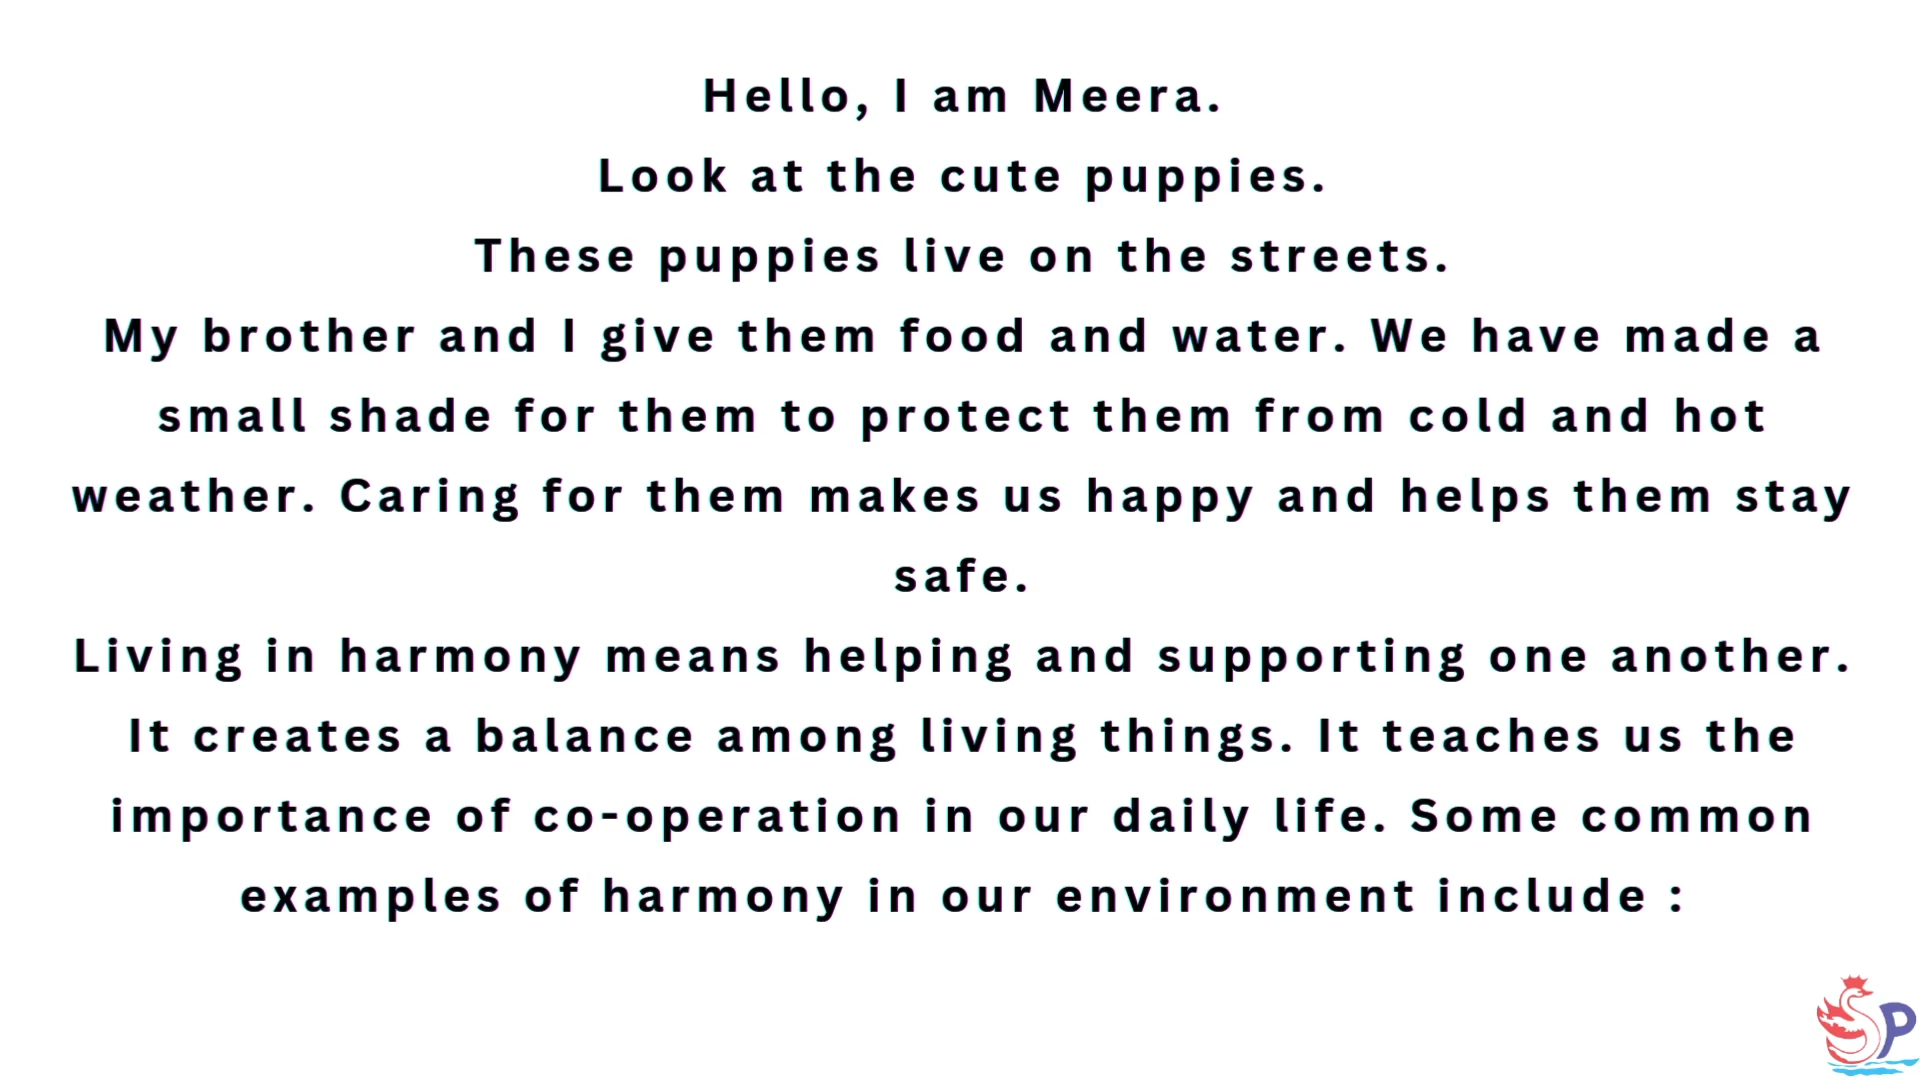 Hello, I am Meera.
Look at the cute puppies.
These puppies live on the streets.
My brother and I give them food and water. We have made a
small shade for them to protect them from cold and hot
weather. Caring for them makes us happy and helps them stay
safe.
Living in harmony means helping and supporting one another.
It creates a balance among living things. It teaches us the
importance of co-operation in our daily life. Some common
examples of harmony in our environment include :
SP